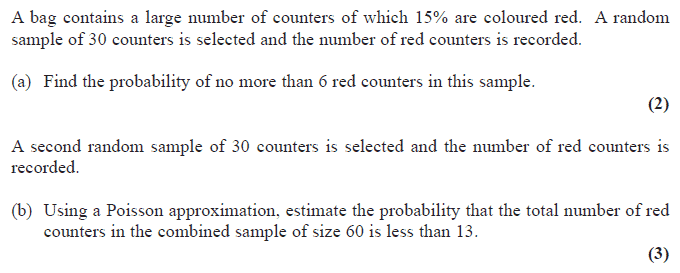 A bag contains a large number of counters of which 15% are coloured red. A random
sample of 30 counters is selected and the number of red counters is recorded.
(a) Find the probability of no more than 6 red counters in this sample.
(2)
A second random sample of 30 counters is selected and the number of red counters is
recorded.
(b) Using a Poisson approximation, estimate the probability that the total number of red
counters in the combined sample of size 60 is less than 13.
(3)